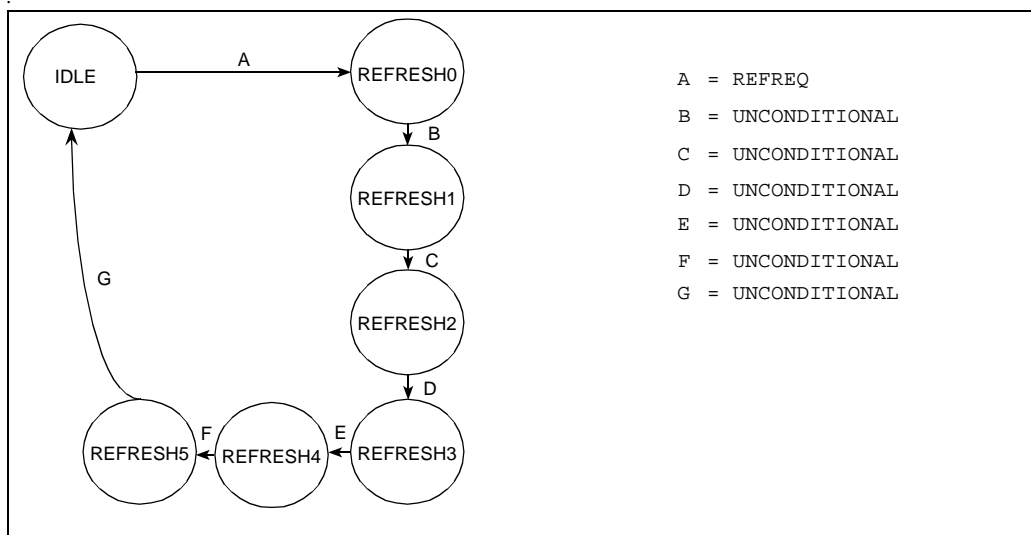 .
IDLE
A
REFRESH0
B
REFRESH1
C
REFRESH2
D
REFRESH3
E
REFRESH4
F
REFRESH5
G
A = REFREQ
B = UNCONDITIONAL
C = UNCONDITIONAL
D = UNCONDITIONAL
E = UNCONDITIONAL
F = UNCONDITIONAL
G = UNCONDITIONAL